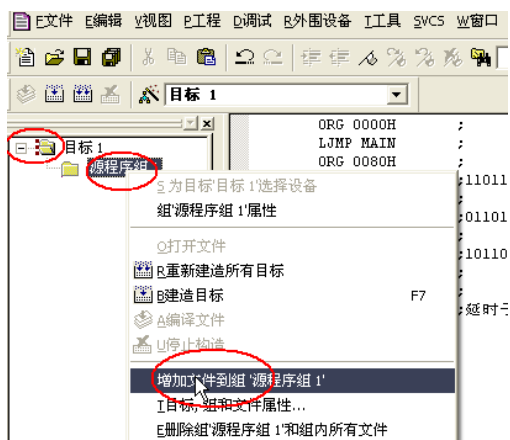 E文件 E编辑 V视图 P工程 D调试 R外围设备 I工具 SVCS W窗口
目标 1
目标 1
源程序组
ORG 0000H ;
LJMP MAIN ;
ORG 0080H ;
;11011
;01101
;10110
;延时子
S为目标'目标 1'选择设备
组'源程序组 1'属性
O打开文件
R重新建造所有目标
B建造目标 F7
A编译文件
U停止构造
增加文件到组 '源程序组 1'
T目标, 组和文件属性...
E删除组'源程序组 1'和组内所有文件